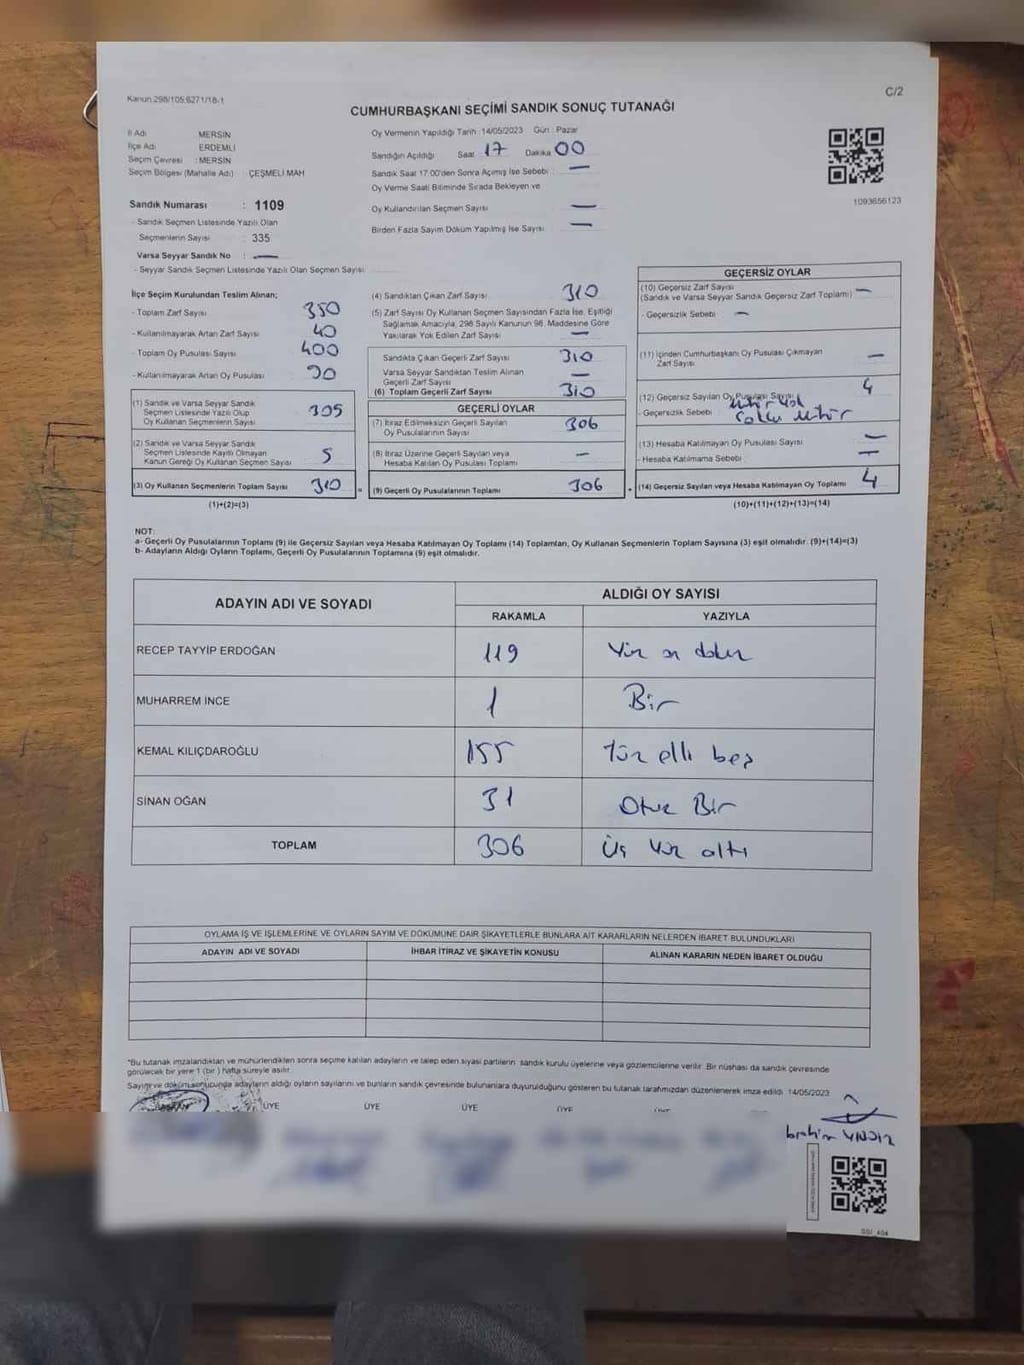 Kanun.298/105,6271/18-1
C/2
CUMHURBAŞKANI SEÇİMİ SANDIK SONUÇ TUTANAĞI
İl Adı MERSİN
İlçe Adı ERDEMLİ
Seçim Çevresi : MERSİN
Seçim Bölgesi (Mahalle Adı) : ÇEŞMELİ MAH
Sandık Numarası : 1109
- Sandık Seçmen Listesinde Yazılı Olan
Seçmenlerin Sayısı : 335
Varsa Seyyar Sandık No : —
- Seyyar Sandık Seçmen Listesinde Yazılı Olan Seçmen Sayısı
Oy Vermenin Yapıldığı Tarih :14/05/2023 Gün : Pazar
Sandığın Açıldığı Saat 17 Dakika 00
Sandık Saat 17:00'den Sonra Açılmış İse Sebebi : —
Oy Verme Saati Bitiminde Sırada Bekleyen ve
Oy Kullandırılan Seçmen Sayısı —
Birden Fazla Sayım Döküm Yapılmış İse Sayısı —
1093656123
İlçe Seçim Kurulundan Teslim Alınan;
- Toplam Zarf Sayısı 350
- Kullanılmayarak Artan Zarf Sayısı 40
- Toplam Oy Pusulası Sayısı 400
- Kullanılmayarak Artan Oy Pusulası 90
(1) Sandık ve Varsa Seyyar Sandık
Seçmen Listesinde Yazılı Olup
Oy Kullanan Seçmenlerin Sayısı 305
(2) Sandık ve Varsa Seyyar Sandık
Seçmen Listesinde Kayıtlı Olmayan
Kanun Gereği Oy Kullanan Seçmen Sayısı 5
(3) Oy Kullanan Seçmenlerin Toplam Sayısı 310
(1)+(2)=(3)
(4) Sandıktan Çıkan Zarf Sayısı 310
(5) Zarf Sayısı Oy Kullanan Seçmen Sayısından Fazla İse, Eşitliği
Sağlamak Amacıyla, 298 Sayılı Kanunun 98. Maddesine Göre
Yakılarak Yok Edilen Zarf Sayısı —
Sandıkta Çıkan Geçerli Zarf Sayısı 310
Varsa Seyyar Sandıktan Teslim Alınan
Geçerli Zarf Sayısı —
(6) Toplam Geçerli Zarf Sayısı 310
GEÇERLİ OYLAR
(7) İtiraz Edilmeksizin Geçerli Sayılan
Oy Pusulalarının Sayısı 306
(8) İtiraz Üzerine Geçerli Sayılan veya
Hesaba Katılan Oy Pusulası Toplamı —
(9) Geçerli Oy Pusulalarının Toplamı 306
GEÇERSİZ OYLAR
(10) Geçersiz Zarf Sayısı
(Sandık ve Varsa Seyyar Sandık Geçersiz Zarf Toplamı) —
- Geçersizlik Sebebi : —
(11) İçinden Cumhurbaşkanı Oy Pusulası Çıkmayan
Zarf Sayısı —
(12) Geçersiz Sayılan Oy Pusulası Sayısı 4
- Geçersizlik Sebebi
(13) Hesaba Katılmayan Oy Pusulası Sayısı —
- Hesaba Katılmama Sebebi —
(14) Geçersiz Sayılan veya Hesaba Katılmayan Oy Toplamı 4
(10)+(11)+(12)+(13)=(14)
NOT:
a- Geçerli Oy Pusulalarının Toplamı (9) ile Geçersiz Sayılan veya Hesaba Katılmayan Oy Toplamı (14) Toplamları, Oy Kullanan Seçmenlerin Toplam Sayısına (3) eşit olmalıdır. (9)+(14)=(3)
b- Adayların Aldığı Oyların Toplamı, Geçerli Oy Pusulalarının Toplamına (9) eşit olmalıdır.
ADAYIN ADI VE SOYADI ALDIĞI OY SAYISI
RAKAMLA YAZIYLA
RECEP TAYYİP ERDOĞAN 119 Yüz on dokuz
MUHARREM İNCE 1 Bir
KEMAL KILIÇDAROĞLU 155 Yüz elli beş
SİNAN OĞAN 31 Otuz Bir
TOPLAM 306 Üç Yüz altı
OYLAMA İŞ VE İŞLEMLERİNE VE OYLARIN SAYIM VE DÖKÜMÜNE DAİR ŞİKAYETLERLE BUNLARA AİT KARARLARIN NELERDEN İBARET BULUNDUKLARI
ADAYIN ADI VE SOYADI İHBAR İTİRAZ VE ŞİKAYETİN KONUSU ALINAN KARARIN NEDEN İBARET OLDUĞU
*Bu tutanak imzalandıktan ve mühürlendikten sonra seçime katılan adayların ve talep eden siyasi partilerin sandık kurulu üyelerine veya gözlemcilerine verilir. Bir nüshası da sandık çevresinde
görülecek bir yere 1 (bir ) hafta süreyle asılır.
Sayım ve döküm sonucunda adayların aldığı oyların sayılarını ve bunların sandık çevresinde bulunanlara duyurulduğunu gösteren bu tutanak tarafımızdan düzenlenerek imza edildi. 14/05/2023
ÜYE ÜYE ÜYE ÜYE ÜYE
İbrahim